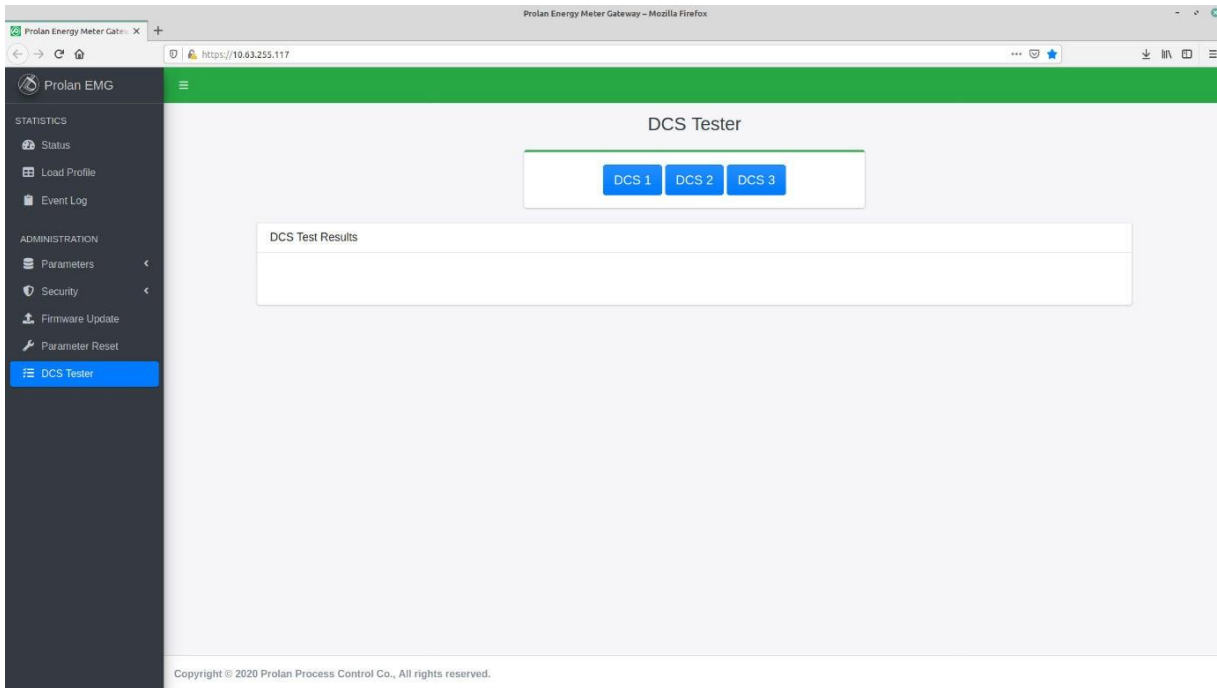 Prolan Energy Meter Gateway – Mozilla Firefox
Prolan Energy Meter Gatew
https://10.63.255.117
Prolan EMG
STATISTICS
Status
Load Profile
Event Log
ADMINISTRATION
Parameters
Security
Firmware Update
Parameter Reset
DCS Tester
DCS Tester
DCS 1 DCS 2 DCS 3
DCS Test Results
Copyright © 2020 Prolan Process Control Co., All rights reserved.